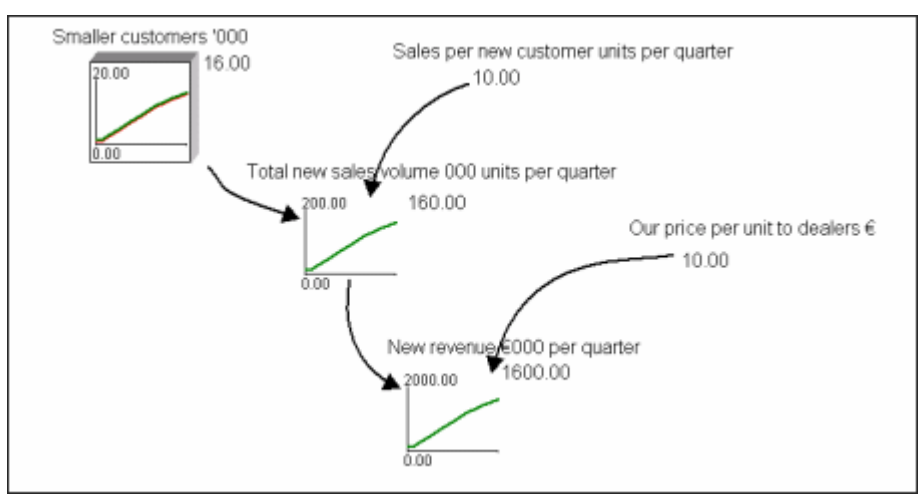 Smaller customers '000
16.00
20.00
0.00
Sales per new customer units per quarter
10.00
Total new sales volume 000 units per quarter
200.00
160.00
0.00
Our price per unit to dealers €
10.00
New revenue €000 per quarter
2000.00
1600.00
0.00